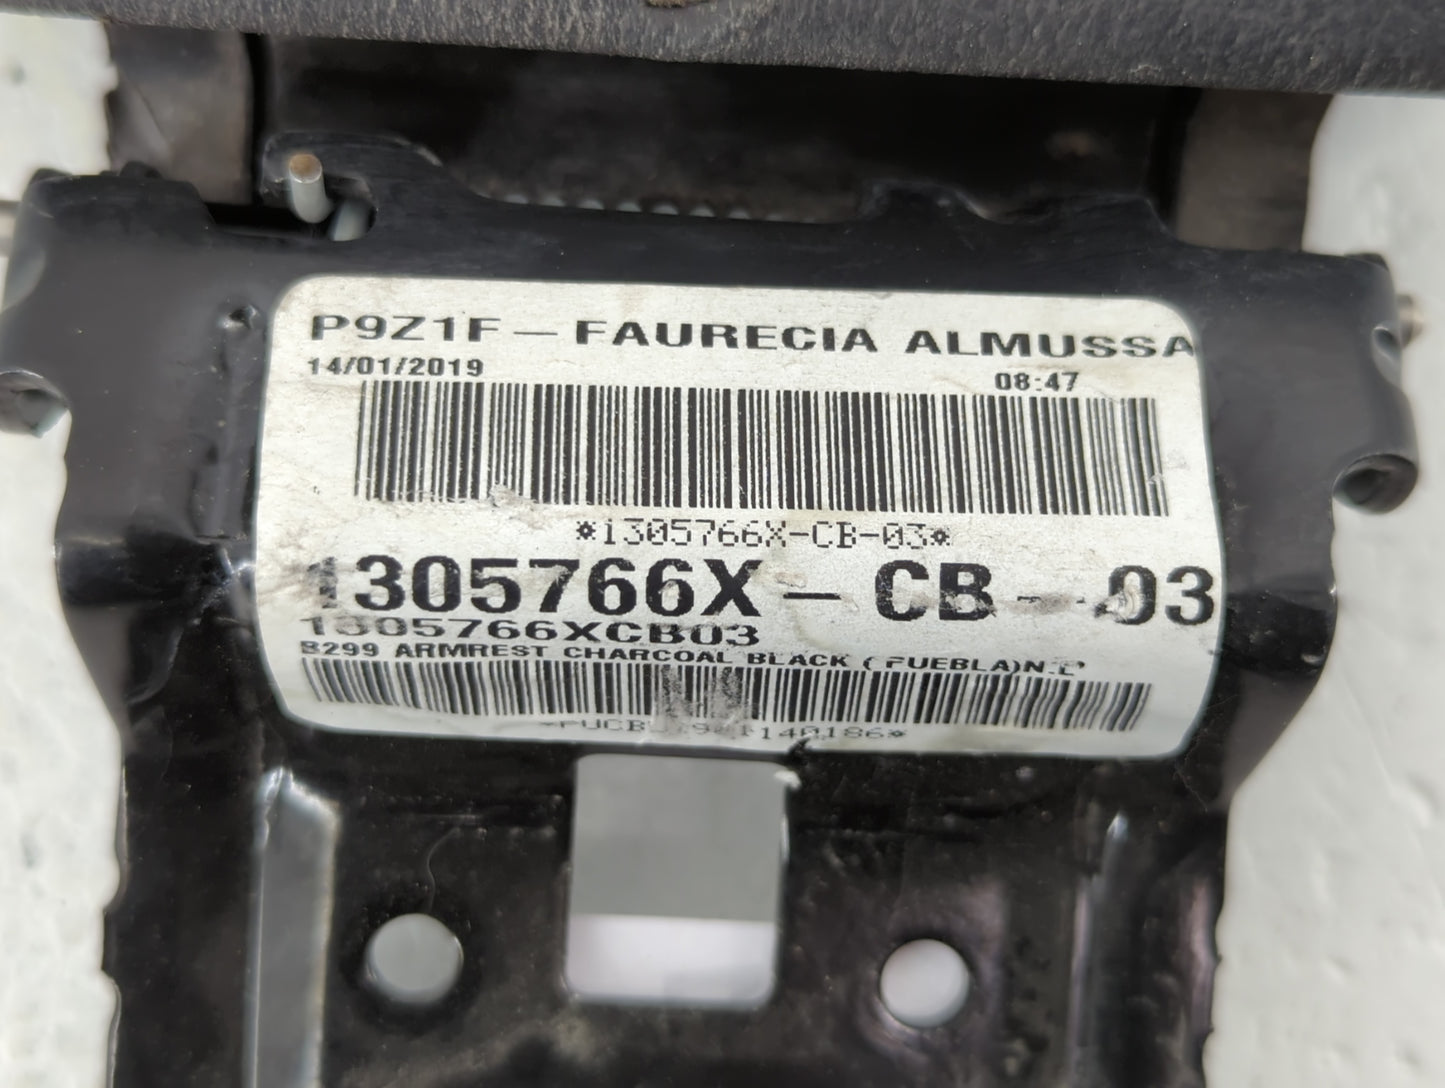 P9Z1F – FAURECIA ALMUSSA
14/01/2019 08:47
*1305766X-CB-03*
1305766X – CB – 03
1305766XCB03
B299 ARMREST CHARCOAL BLACK (PUEBLA)